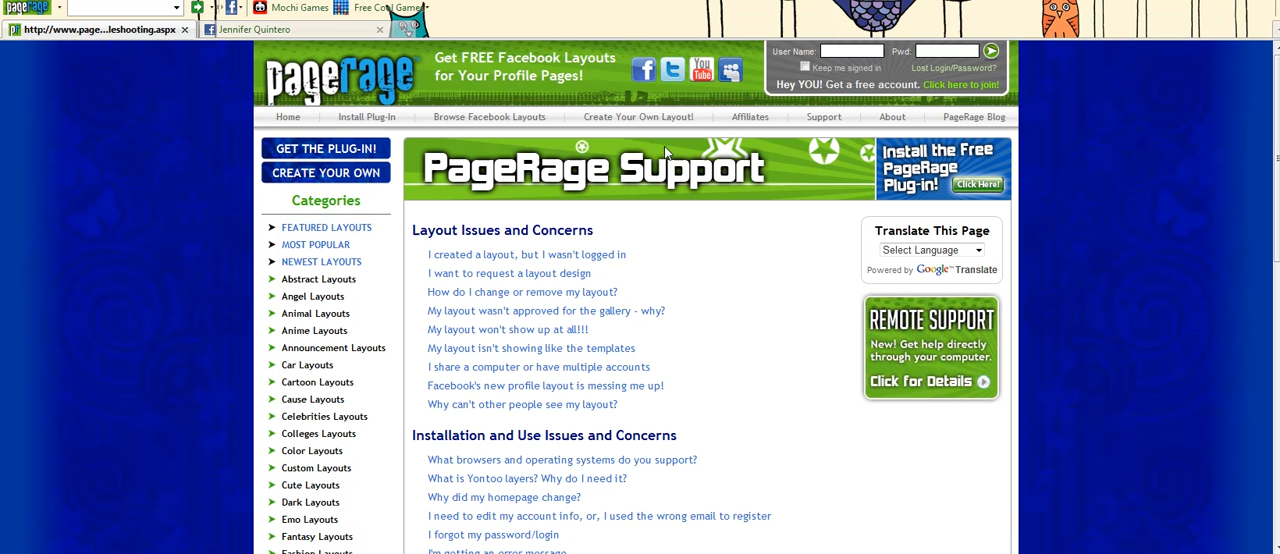 pagerage
Mochi Games
Free Cool Games
http://www.page...leshooting.aspx
Jennifer Quintero
pagerage
Get FREE Facebook Layouts
for Your Profile Pages!
You
Tube
User Name:
Pwd:
Keep me signed in
Lost Login/Password?
Hey YOU! Get a free account. Click here to join!
Home
Install Plug-In
Browse Facebook Layouts
Create Your Own Layout!
Affiliates
Support
About
PageRage Blog
GET THE PLUG-IN!
CREATE YOUR OWN
Categories
FEATURED LAYOUTS
MOST POPULAR
NEWEST LAYOUTS
Abstract Layouts
Angel Layouts
Animal Layouts
Anime Layouts
Announcement Layouts
Car Layouts
Cartoon Layouts
Cause Layouts
Celebrities Layouts
Colleges Layouts
Color Layouts
Custom Layouts
Cute Layouts
Dark Layouts
Emo Layouts
Fantasy Layouts
Fashion Layouts
PageRage Support
Install the Free
PageRage
Plug-in!
Click Here!
Layout Issues and Concerns
I created a layout, but I wasn't logged in
I want to request a layout design
How do I change or remove my layout?
My layout wasn't approved for the gallery - why?
My layout won't show up at all!!!
My layout isn't showing like the templates
I share a computer or have multiple accounts
Facebook's new profile layout is messing me up!
Why can't other people see my layout?
Installation and Use Issues and Concerns
What browsers and operating systems do you support?
What is Yontoo layers? Why do I need it?
Why did my homepage change?
I need to edit my account info, or, I used the wrong email to register
I forgot my password/login
I'm getting an error message
Translate This Page
Select Language
Powered by Google™ Translate
REMOTE SUPPORT
New! Get help directly
through your computer.
Click for Details